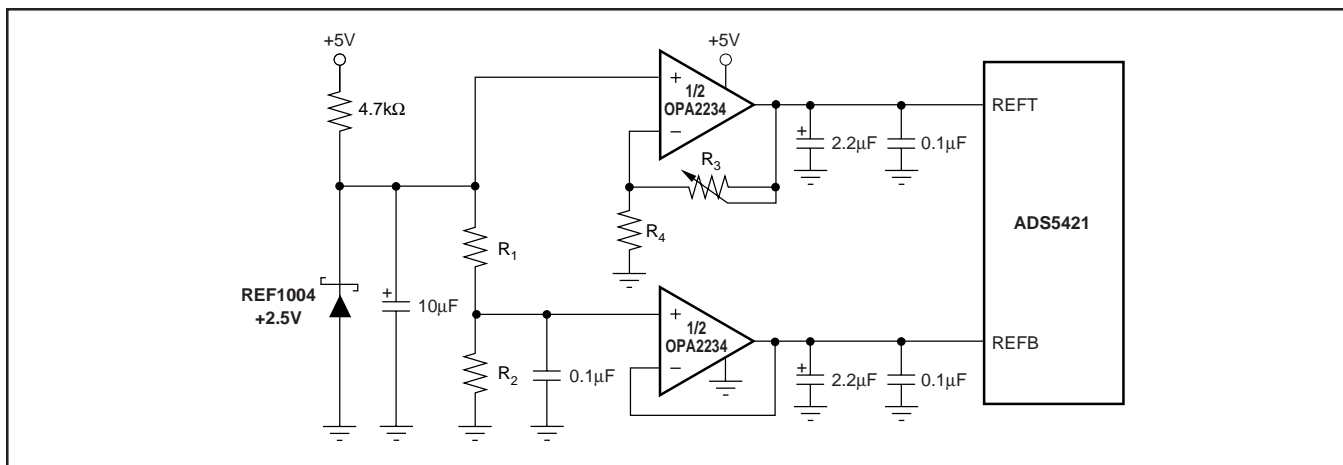 +5V
4.7kΩ
REF1004
+2.5V
+
10µF
R1
R2
0.1µF
+5V
+
1/2
OPA2234
−
R3
R4
+
2.2µF
0.1µF
+
1/2
OPA2234
−
+
2.2µF
0.1µF
REFT
ADS5421
REFB